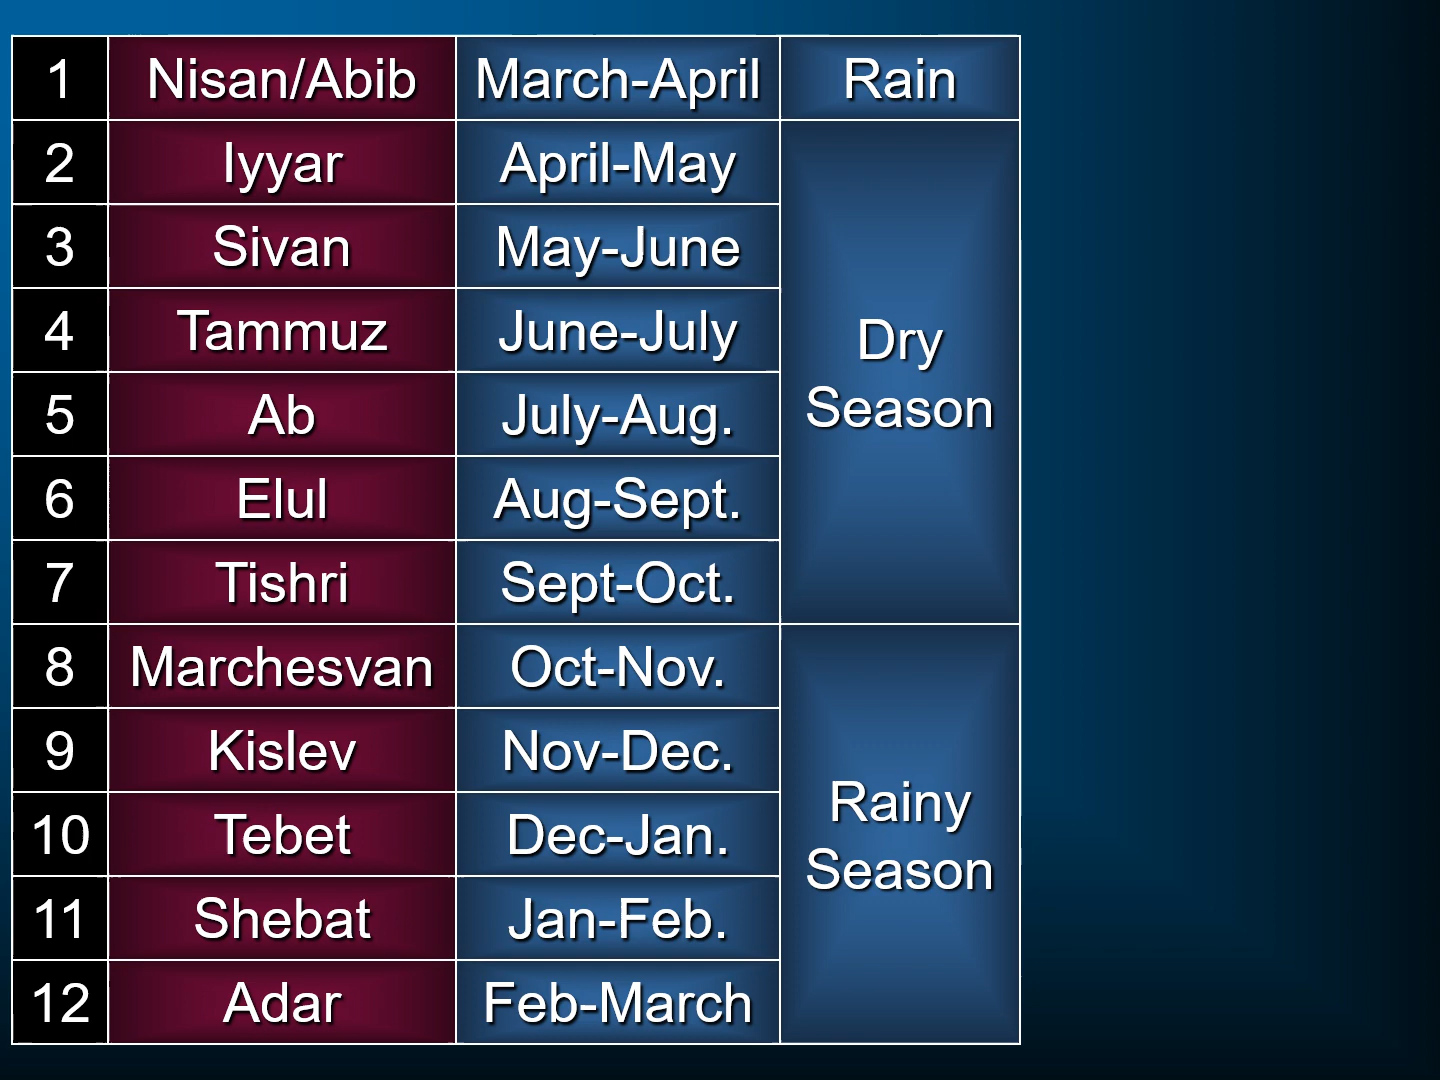 1 Nisan/Abib March-April Rain
2 Iyyar April-May
3 Sivan May-June
4 Tammuz June-July
Dry
Season
5 Ab July-Aug.
6 Elul Aug-Sept.
7 Tishri Sept-Oct.
8 Marchesvan Oct-Nov.
9 Kislev Nov-Dec.
Rainy
Season
10 Tebet Dec-Jan.
11 Shebat Jan-Feb.
12 Adar Feb-March